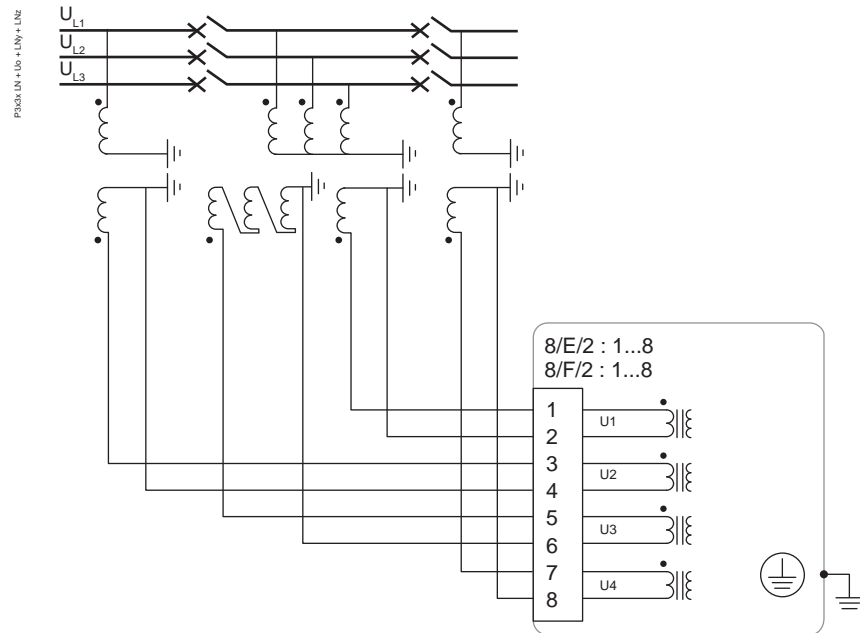 P3x3x LN + Uo + LNy + LNz
UL1
UL2
UL3
8/E/2 : 1...8
8/F/2 : 1...8
1
U1
2
3
U2
4
5
U3
6
7
U4
8